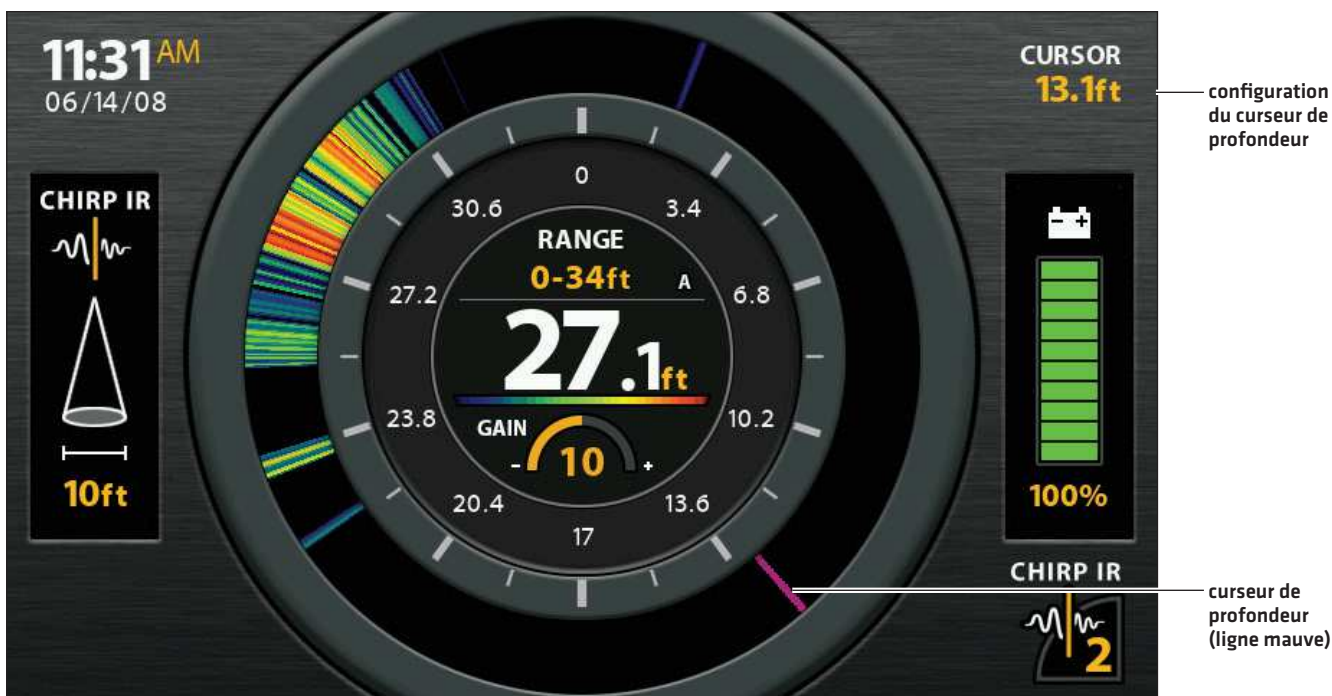 11:31 AM
06/14/08
CURSOR
13.1ft
configuration
du curseur de
profondeur
CHIRP IR
10ft
0
3.4
6.8
10.2
13.6
17
20.4
23.8
27.2
30.6
RANGE
0-34ft A
27.1ft
GAIN
- 10 +
- +
100%
CHIRP IR
2
curseur de
profondeur
(ligne mauve)